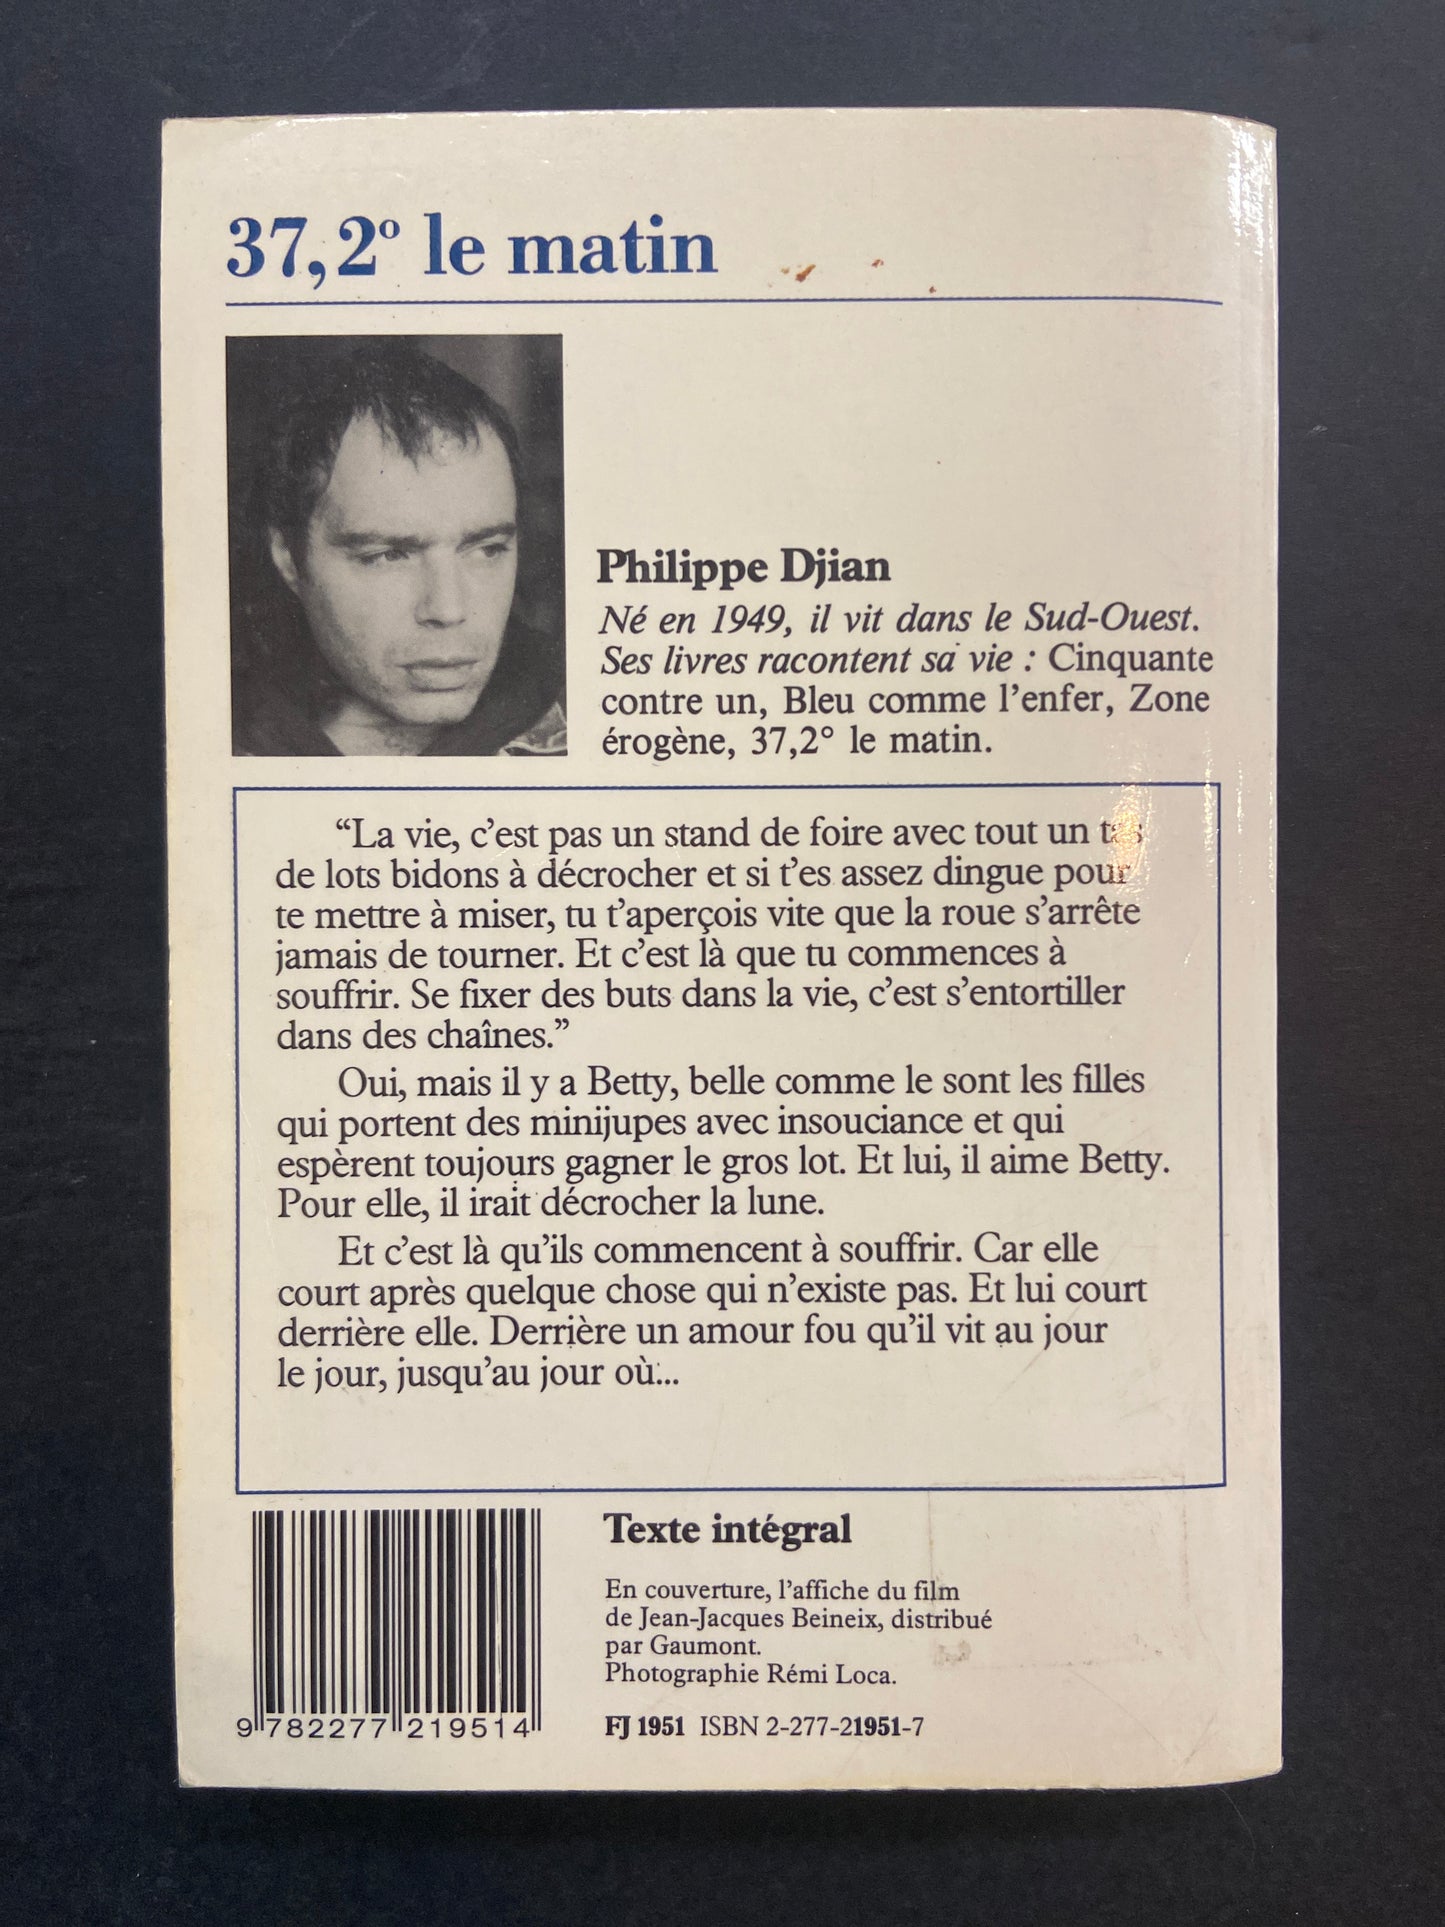 37,2° le matin
Philippe Djian
Né en 1949, il vit dans le Sud-Ouest.
Ses livres racontent sa vie : Cinquante
contre un, Bleu comme l'enfer, Zone
érogène, 37,2° le matin.
“La vie, c’est pas un stand de foire avec tout un tas
de lots bidons à décrocher et si t’es assez dingue pour
te mettre à miser, tu t’aperçois vite que la roue s’arrête
jamais de tourner. Et c’est là que tu commences à
souffrir. Se fixer des buts dans la vie, c’est s’entortiller
dans des chaînes.”
Oui, mais il y a Betty, belle comme le sont les filles
qui portent des minijupes avec insouciance et qui
espèrent toujours gagner le gros lot. Et lui, il aime Betty.
Pour elle, il irait décrocher la lune.
Et c’est là qu’ils commencent à souffrir. Car elle
court après quelque chose qui n’existe pas. Et lui court
derrière elle. Derrière un amour fou qu’il vit au jour
le jour, jusqu’au jour où...
Texte intégral
En couverture, l’affiche du film
de Jean-Jacques Beineix, distribué
par Gaumont.
Photographie Rémi Loca.
9 782277 219514
FJ 1951 ISBN 2-277-21951-7